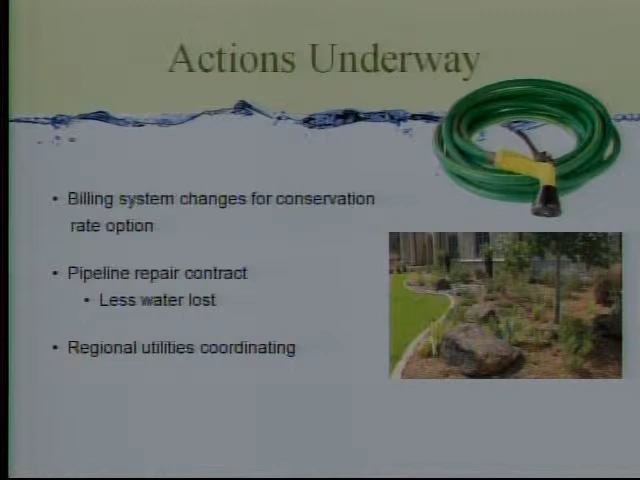 Actions Underway
• Billing system changes for conservation
rate option
• Pipeline repair contract
• Less water lost
• Regional utilities coordinating